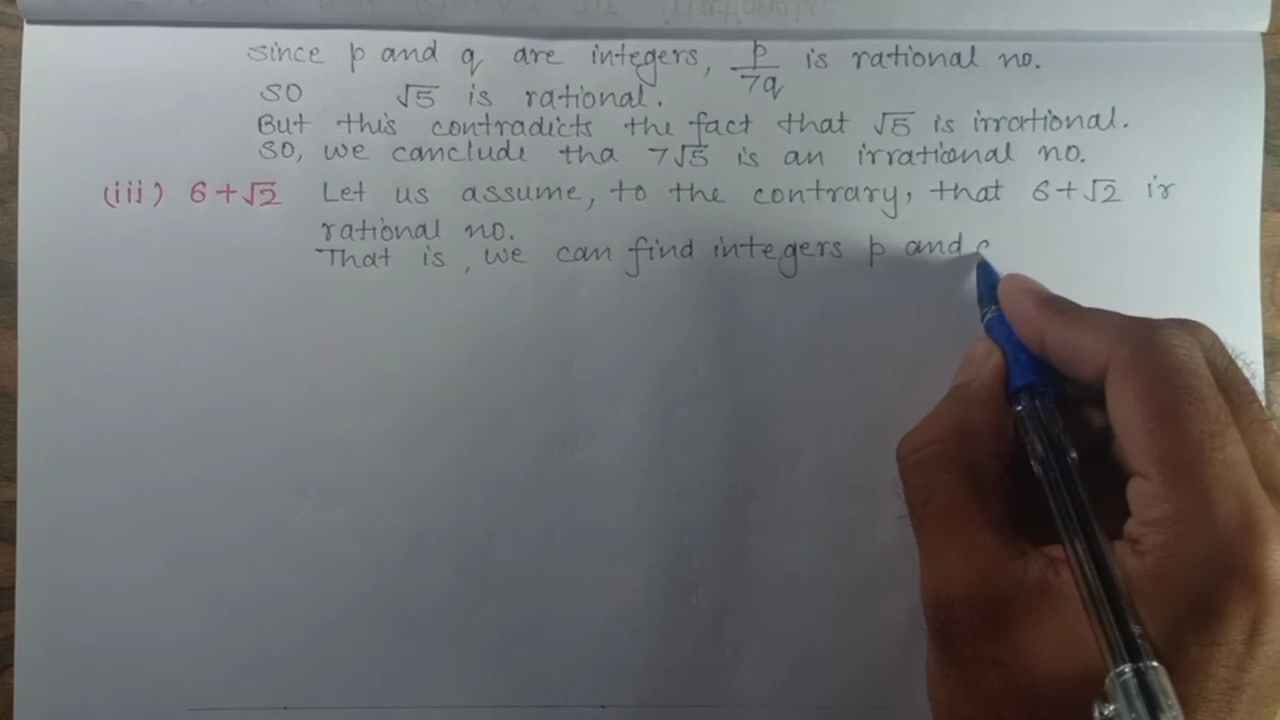 since p and q are integers, p/7q is rational no.
so √5 is rational.
But this contradicts the fact that √5 is irrational.
so, we conclude tha 7√5 is an irrational no.
(iii) 6+√2 Let us assume, to the contrary, that 6+√2 is
rational no.
That is, we can find integers p and